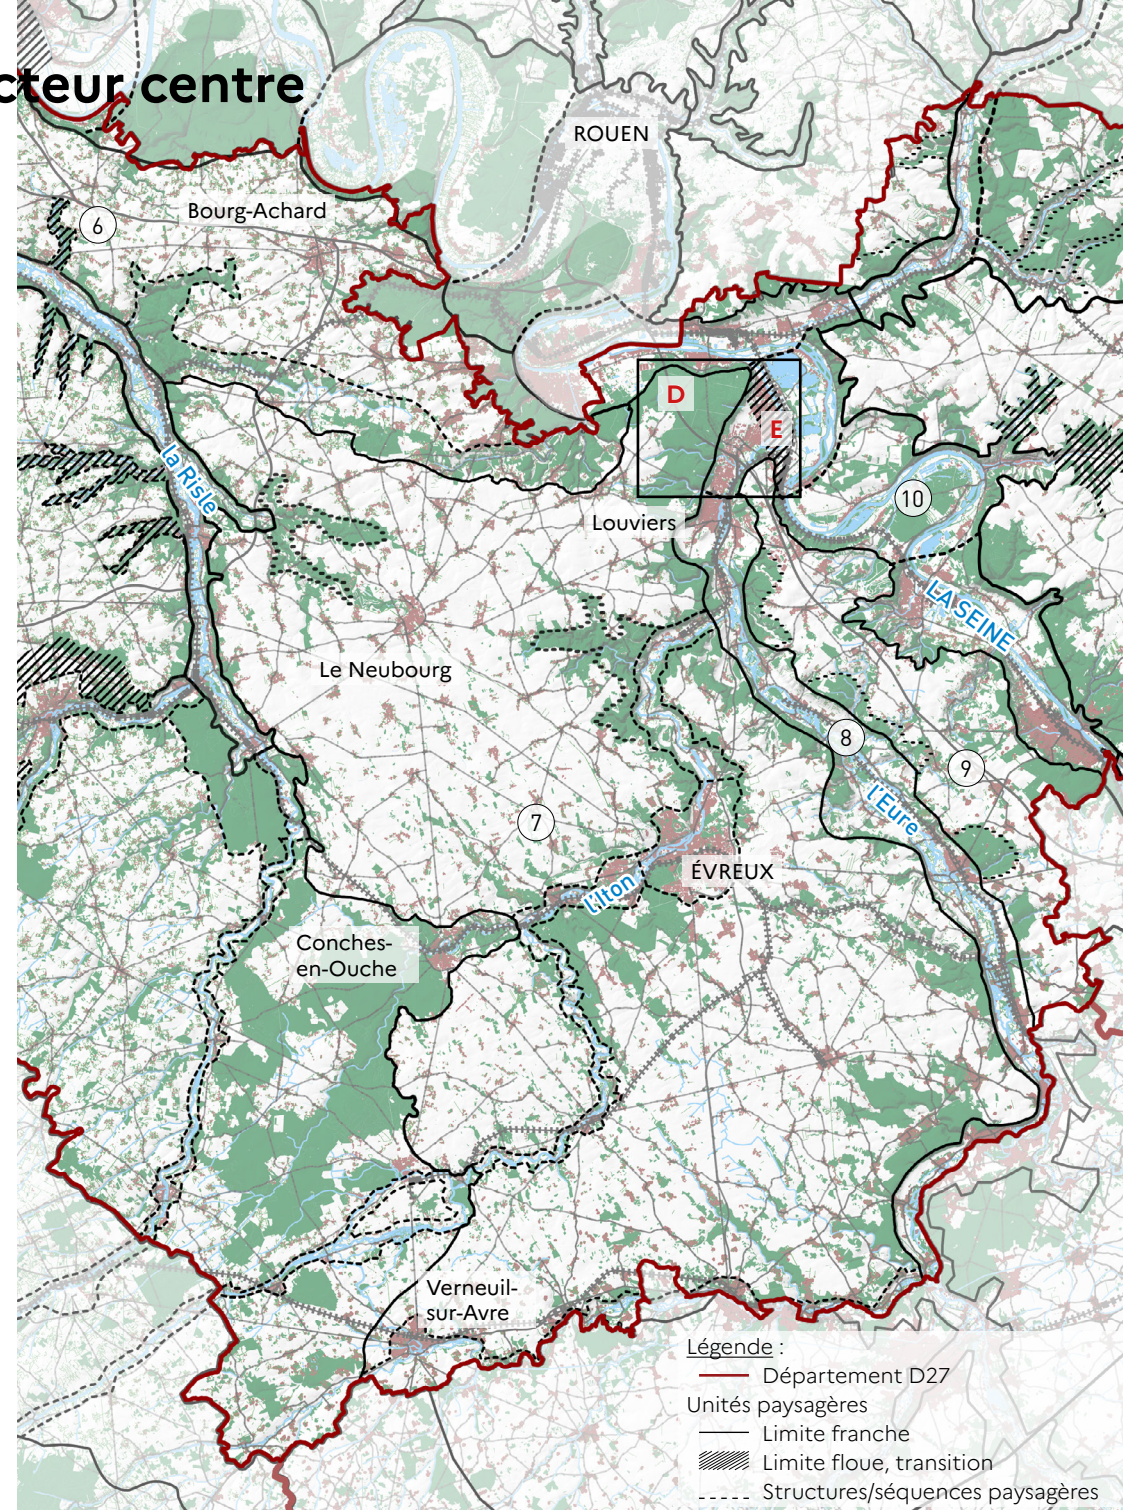 cteur centre
ROUEN
Bourg-Achard
6
D
E
la Risle
10
Louviers
LA SEINE
Le Neubourg
8
9
l'Eure
7
ÉVREUX
l'Iton
Conches-
en-Ouche
Verneuil-
sur-Avre
Légende :
Département D27
Unités paysagères
Limite franche
Limite floue, transition
Structures/séquences paysagères